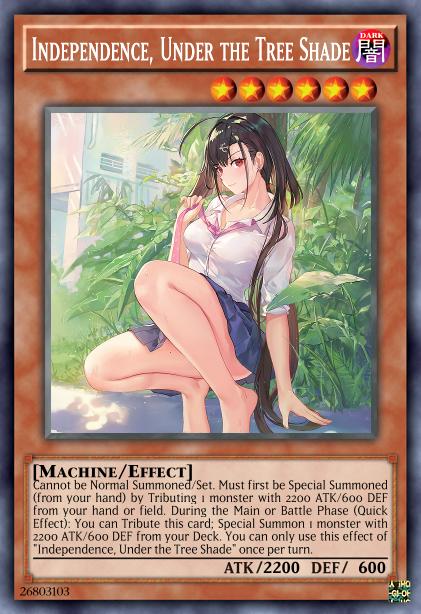 Independence, Under the Tree Shade
DARK
闇
[Machine/Effect]
Cannot be Normal Summoned/Set. Must first be Special Summoned
(from your hand) by Tributing 1 monster with 2200 ATK/600 DEF
from your hand or field. During the Main or Battle Phase (Quick
Effect): You can Tribute this card; Special Summon 1 monster with
2200 ATK/600 DEF from your Deck. You can only use this effect of
"Independence, Under the Tree Shade" once per turn.
ATK/2200 DEF/ 600
26803103